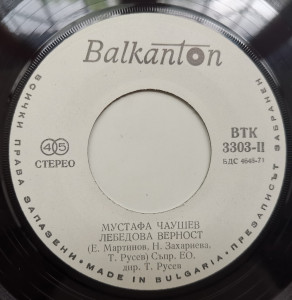 Balkanton
ВСИЧКИ ПРАВА ЗАПАЗЕНИ
ПРЕЗАПИСЪТ ЗАБРАНЕН
45
СТЕРЕО
ВТК
3303-II
БДС 4645-71
МУСТАФА ЧАУШЕВ
ЛЕБЕДОВА ВЕРНОСТ
(Е. Мартинов, Н. Захариева,
Т. Русев) Съпр. ЕО,
дир. Т. Русев
• MADE IN BULGARIA •